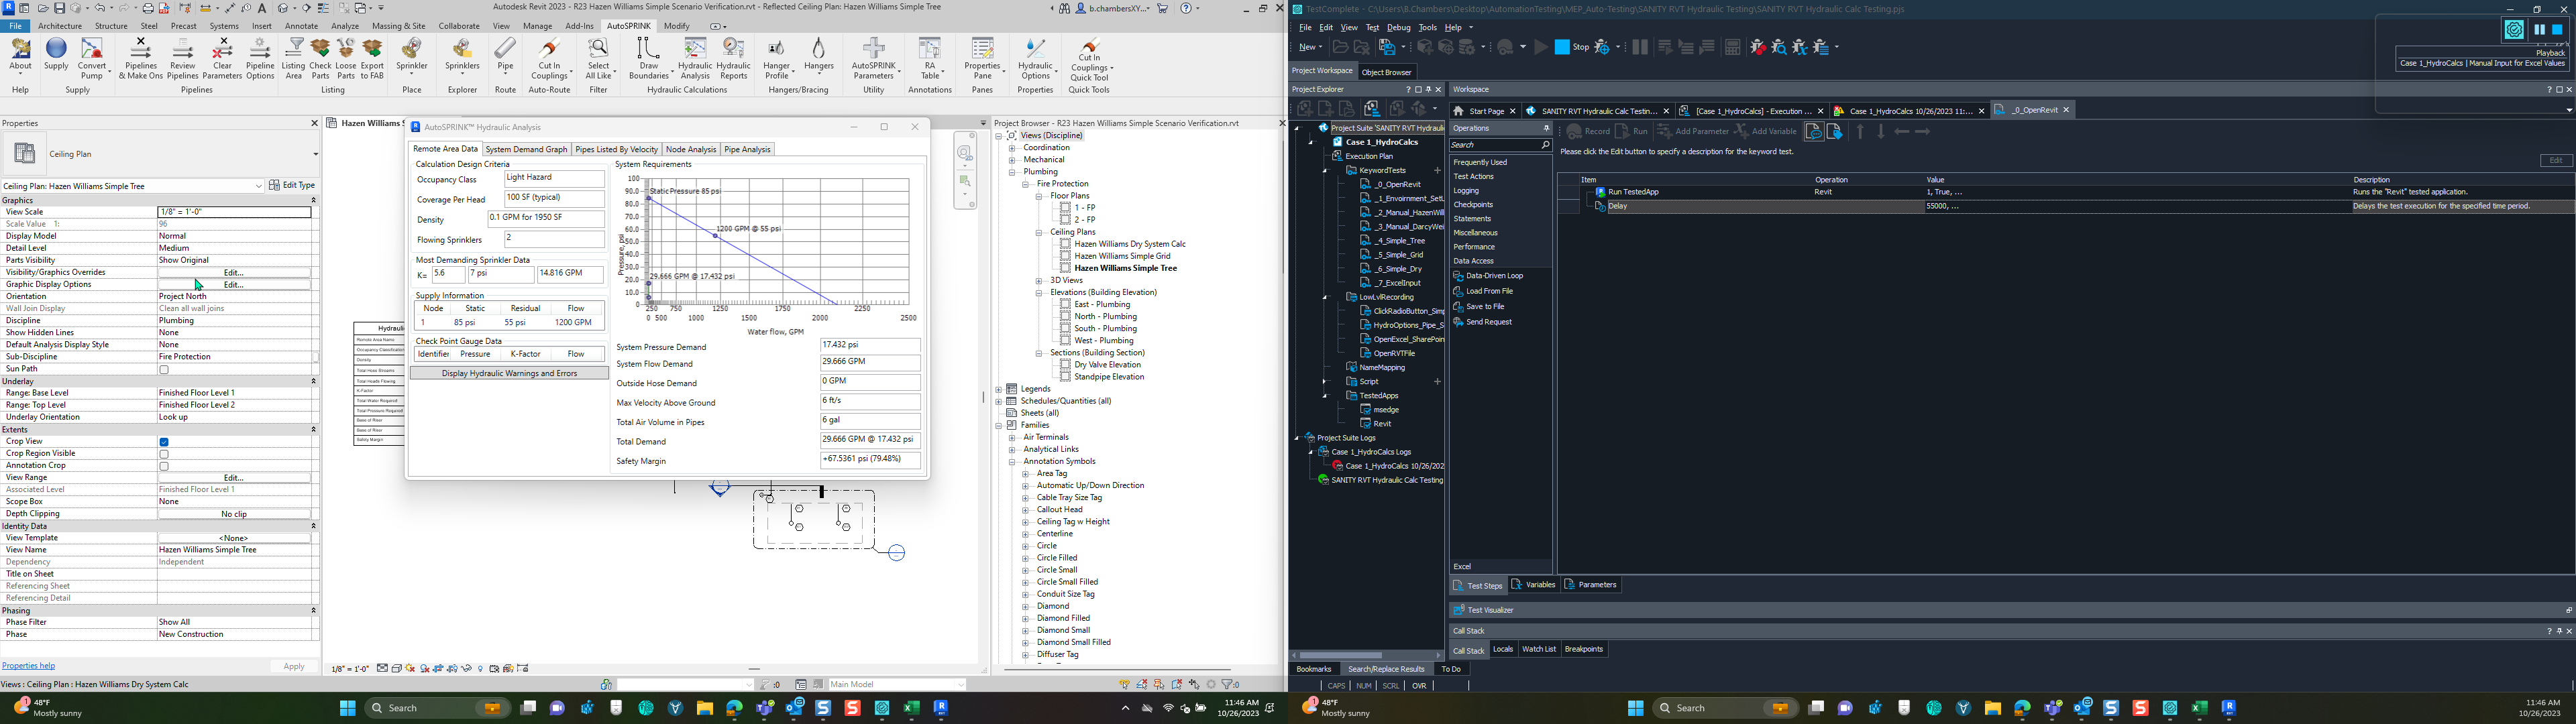 Autodesk Revit 2023 - R23 Hazen Williams Simple Scenario Verification.rvt - Reflected Ceiling Plan: Hazen Williams Simple Tree
b.chambersXY...
File Architecture Structure Steel Precast Systems Insert Annotate Analyze Massing & Site Collaborate View Manage Add-Ins AutoSPRINK Modify
About
Supply
Convert Pump
Pipelines & Make Ons
Review Pipelines
Clear Parameters
Pipeline Options
Listing Area
Check Parts
Loose Parts
Export to FAB
Sprinkler
Sprinklers
Pipe
Cut In Couplings
Select All Like
Draw Boundaries
Hydraulic Analysis
Hydraulic Reports
Hanger Profile
Hangers
AutoSPRINK Parameters
RA Table
Properties Pane
Hydraulic Options
Cut In Couplings Quick Tool
Help Supply Pipelines Listing Place Explorer Route Auto-Route Filter Hydraulic Calculations Hangers/Bracing Utility Annotations Panes Properties Quick Tools
Properties
Ceiling Plan
Ceiling Plan: Hazen Williams Simple Tree
Edit Type
Graphics
View Scale 1/8" = 1'-0"
Scale Value 1: 96
Display Model Normal
Detail Level Medium
Parts Visibility Show Original
Visibility/Graphics Overrides Edit...
Graphic Display Options Edit...
Orientation Project North
Wall Join Display Clean all wall joins
Discipline Plumbing
Show Hidden Lines None
Default Analysis Display Style None
Sub-Discipline Fire Protection
Sun Path
Underlay
Range: Base Level Finished Floor Level 1
Range: Top Level Finished Floor Level 2
Underlay Orientation Look up
Extents
Crop View
Crop Region Visible
Annotation Crop
View Range Edit...
Associated Level Finished Floor Level 1
Scope Box None
Depth Clipping No clip
Identity Data
View Template <None>
View Name Hazen Williams Simple Tree
Dependency Independent
Title on Sheet
Referencing Sheet
Referencing Detail
Phasing
Phase Filter Show All
Phase New Construction
Properties help
Apply
Hazen Williams S
Hydrauli
Remote Area Name
Occupancy Classification
Density
Total Hose Streams
Total Heads Flowing
K-Factor
Total Water Required
Total Pressure Required
Base of Riser
Base of Riser
Safety Margin
AutoSPRINK™ Hydraulic Analysis
Remote Area Data System Demand Graph Pipes Listed By Velocity Node Analysis Pipe Analysis
Calculation Design Criteria
Occupancy Class Light Hazard
Coverage Per Head 100 SF (typical)
Density 0.1 GPM for 1950 SF
Flowing Sprinklers 2
Most Demanding Sprinkler Data
K= 5.6 7 psi 14.816 GPM
Supply Information
Node Static Residual Flow
1 85 psi 55 psi 1200 GPM
Check Point Gauge Data
Identifier Pressure K-Factor Flow
Display Hydraulic Warnings and Errors
System Requirements
100
90.0
80.0
70.0
60.0
50.0
40.0
30.0
20.0
10.0
0
Pressure, psi
Static Pressure 85 psi
1200 GPM @ 55 psi
29.666 GPM @ 17.432 psi
250 750 1250 1750 2250
0 500 1000 1500 2000 2500
Water flow, GPM
System Pressure Demand 17.432 psi
System Flow Demand 29.666 GPM
Outside Hose Demand 0 GPM
Max Velocity Above Ground 6 ft/s
Total Air Volume in Pipes 6 gal
Total Demand 29.666 GPM @ 17.432 psi
Safety Margin +67.5361 psi (79.48%)
1/8" = 1'-0"
Views : Ceiling Plan : Hazen Williams Dry System Calc
:0
Main Model
:0
Project Browser - R23 Hazen Williams Simple Scenario Verification.rvt
Views (Discipline)
Coordination
Mechanical
Plumbing
Fire Protection
Floor Plans
1 - FP
2 - FP
Ceiling Plans
Hazen Williams Dry System Calc
Hazen Williams Simple Grid
Hazen Williams Simple Tree
3D Views
Elevations (Building Elevation)
East - Plumbing
North - Plumbing
South - Plumbing
West - Plumbing
Sections (Building Section)
Dry Valve Elevation
Standpipe Elevation
Legends
Schedules/Quantities (all)
Sheets (all)
Families
Air Terminals
Analytical Links
Annotation Symbols
Area Tag
Automatic Up/Down Direction
Cable Tray Size Tag
Callout Head
Ceiling Tag w Height
Centerline
Circle
Circle Filled
Circle Small
Circle Small Filled
Conduit Size Tag
Diamond
Diamond Filled
Diamond Small
Diamond Small Filled
Diffuser Tag
48°F
Mostly sunny
Search
11:46 AM
10/26/2023
TestComplete - C:\Users\B.Chambers\Desktop\AutomationTesting\MEP_Auto-Testing\SANITY RVT Hydraulic Testing\SANITY RVT Hydraulic Calc Testing.pjs
File Edit View Test Debug Tools Help
New
Stop
Playback
Case 1_HydroCalcs | Manual Input for Excel Values
Project Workspace Object Browser
Project Explorer
Workspace
Project Suite 'SANITY RVT Hydrauli
Case 1_HydroCalcs
Execution Plan
KeywordTests
_0_OpenRevit
_1_Envoirnment_SetU
_2_Manual_HazenWill
_3_Manual_DarcyWei
_4_Simple_Tree
_5_Simple_Grid
_6_Simple_Dry
_7_ExcelInput
LowLvlRecording
ClickRadioButton_Simp
HydroOptions_Pipe_S
OpenExcel_SharePoin
OpenRVTFile
NameMapping
Script
TestedApps
msedge
Revit
Project Suite Logs
Case 1_HydroCalcs Logs
Case 1_HydroCalcs 10/26/202
SANITY RVT Hydraulic Calc Testing
Start Page SANITY RVT Hydraulic Calc Testin... [Case 1_HydroCalcs] - Execution ... Case 1_HydroCalcs 10/26/2023 11:... _0_OpenRevit
Operations
Search
Frequently Used
Test Actions
Logging
Checkpoints
Statements
Miscellaneous
Performance
Data Access
Data-Driven Loop
Load From File
Save to File
Send Request
Excel
Record Run Add Parameter Add Variable
Please click the Edit button to specify a description for the keyword test.
Edit
Item Operation Value Description
Run TestedApp Revit 1, True, ... Runs the "Revit" tested application.
Delay 55000, ... Delays the test execution for the specified time period.
Test Steps Variables Parameters
Test Visualizer
Call Stack
Call Stack Locals Watch List Breakpoints
Bookmarks Search/Replace Results To Do
CAPS NUM SCRL OVR
48°F
Mostly sunny
Search
11:46 AM
10/26/2023